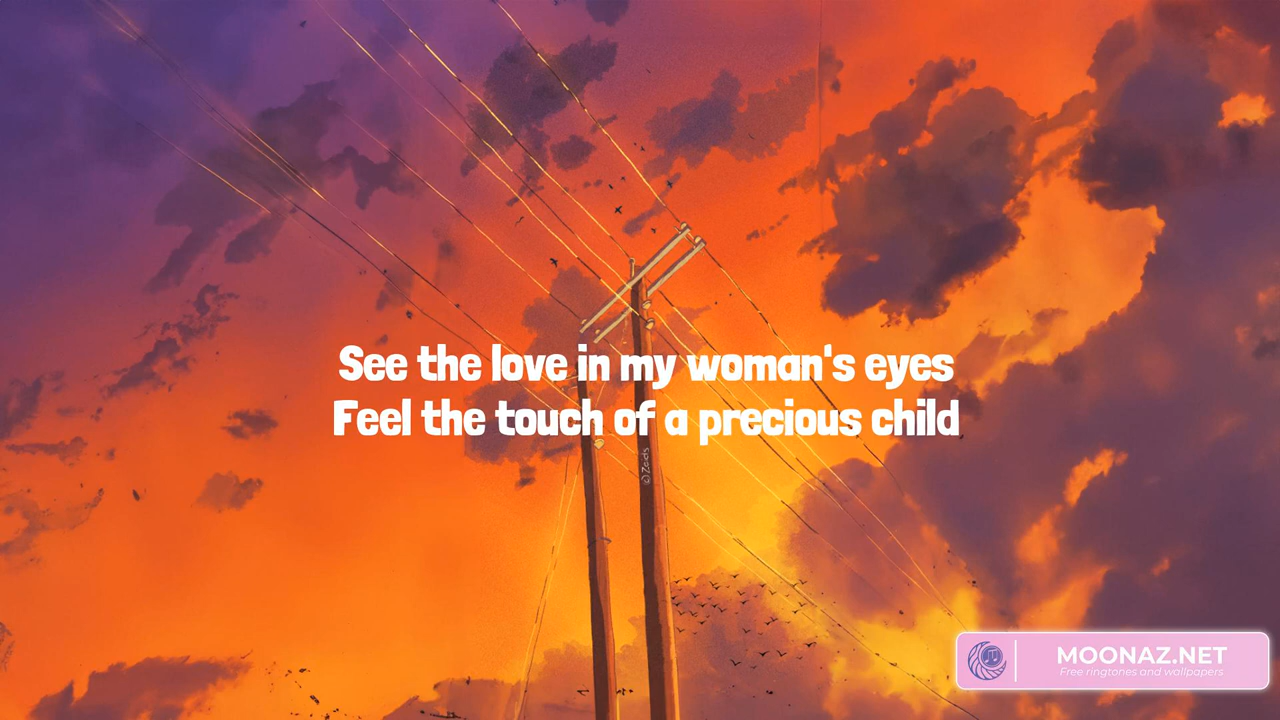 See the love in my woman's eyes
Feel the touch of a precious child
©Zaids
MOONAZ.NET
Free ringtones and wallpapers